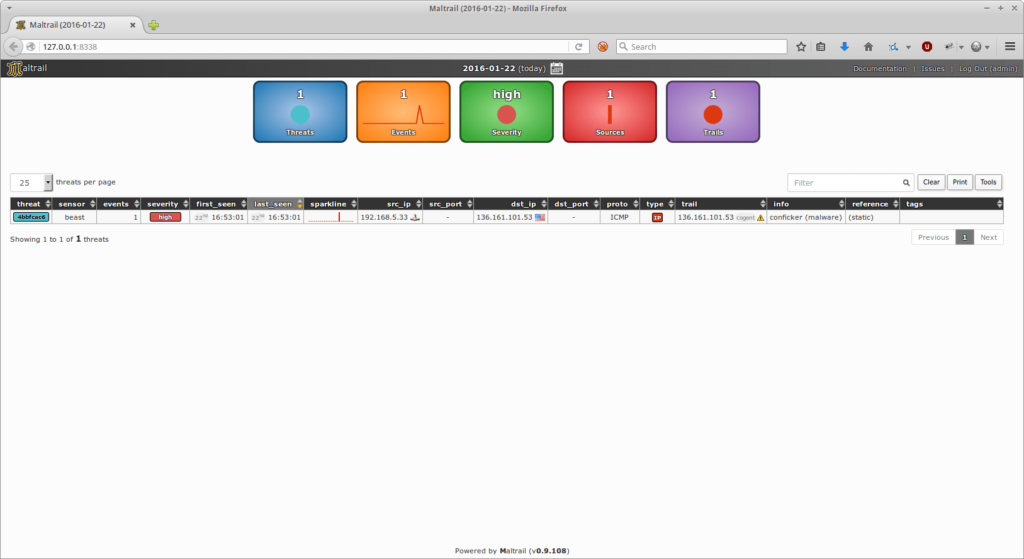 Maltrail (2016-01-22) - Mozilla Firefox
Maltrail (2016-01-22)
127.0.0.1:8338
Search
Maltrail
2016-01-22 (today)
Documentation | Issues | Log Out (admin)
1 Threats
1 Events
high Severity
1 Sources
1 Trails
25 threats per page
Filter
Clear Print Tools
threat sensor events severity first_seen last_seen sparkline src_ip src_port dst_ip dst_port proto type trail info reference tags
4bbfcac6 beast 1 high 22nd 16:53:01 22nd 16:53:01 192.168.5.33 - 136.161.101.53 - ICMP IP 136.161.101.53 cogent conficker (malware) (static)
Showing 1 to 1 of 1 threats
Previous 1 Next
Powered by Maltrail (v0.9.108)